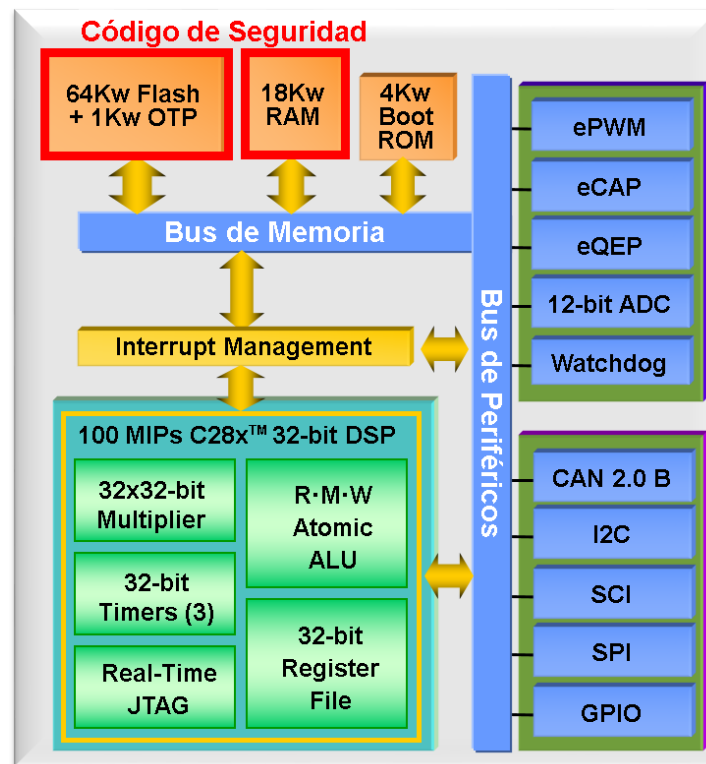 Código de Seguridad
64Kw Flash
+ 1Kw OTP
18Kw
RAM
4Kw
Boot
ROM
Bus de Memoria
Interrupt Management
100 MIPs C28x™ 32-bit DSP
32x32-bit
Multiplier
R·M·W
Atomic
ALU
32-bit
Timers (3)
32-bit
Register
File
Real-Time
JTAG
Bus de Periféricos
ePWM
eCAP
eQEP
12-bit ADC
Watchdog
CAN 2.0 B
I2C
SCI
SPI
GPIO